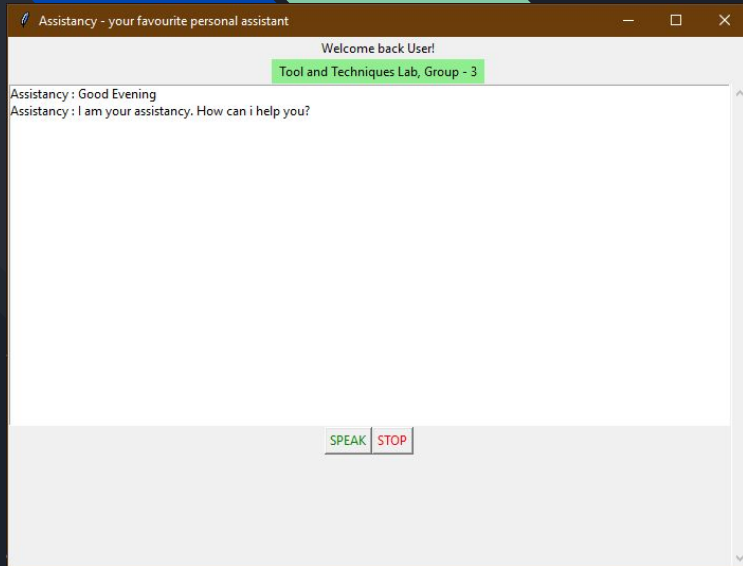 Assistancy - your favourite personal assistant
Welcome back User!
Tool and Techniques Lab, Group - 3
Assistancy : Good Evening
Assistancy : I am your assistancy. How can i help you?
SPEAK STOP